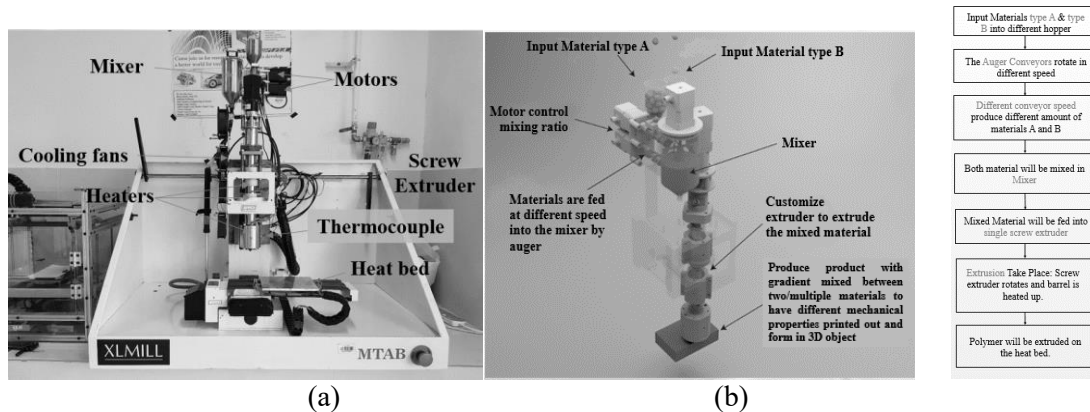 Mixer
Motors
Cooling fans
Screw
Extruder
Heaters
Thermocouple
Heat bed
XLMILL
MTAB
(a)
Input Material type A
Input Material type B
Motor control
mixing ratio
Mixer
Materials are fed
at different speed
into the mixer by
auger
Customize
extruder to extrude
the mixed material
Produce product with
gradient mixed between
two/multiple materials to
have different mechanical
properties printed out and
form in 3D object
(b)
Input Materials type A & type
B into different hopper
The Auger Conveyors rotate in
different speed
Different conveyor speed
produce different amount of
materials A and B
Both material will be mixed in
Mixer
Mixed Material will be fed into
single screw extruder
Extrusion Take Place: Screw
extruder rotates and barrel is
heated up.
Polymer will be extruded on
the heat bed.